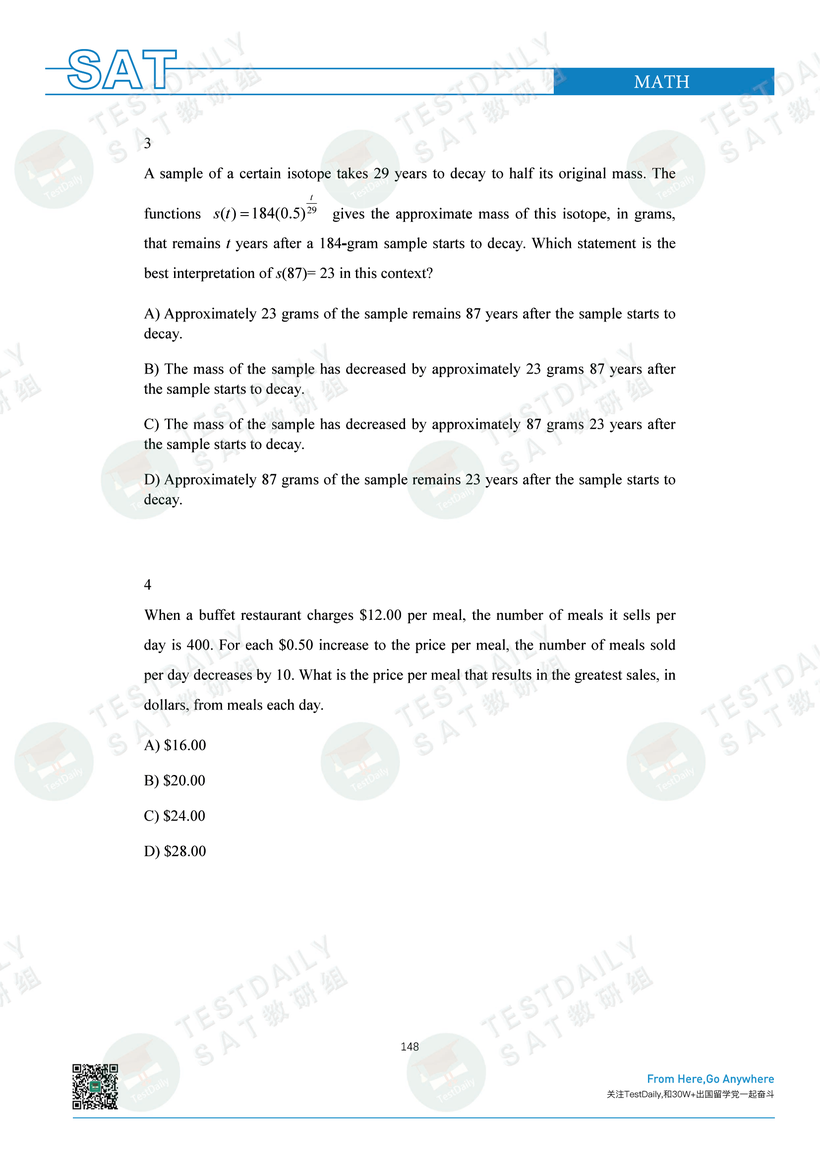 SAT
MATH
3
A sample of a certain isotope takes 29 years to decay to half its original mass. The
functions s(t) = 184(0.5)^(t/29) gives the approximate mass of this isotope, in grams,
that remains t years after a 184-gram sample starts to decay. Which statement is the
best interpretation of s(87)= 23 in this context?
A) Approximately 23 grams of the sample remains 87 years after the sample starts to
decay.
B) The mass of the sample has decreased by approximately 23 grams 87 years after
the sample starts to decay.
C) The mass of the sample has decreased by approximately 87 grams 23 years after
the sample starts to decay.
D) Approximately 87 grams of the sample remains 23 years after the sample starts to
decay.
4
When a buffet restaurant charges $12.00 per meal, the number of meals it sells per
day is 400. For each $0.50 increase to the price per meal, the number of meals sold
per day decreases by 10. What is the price per meal that results in the greatest sales, in
dollars, from meals each day.
A) $16.00
B) $20.00
C) $24.00
D) $28.00
TESTDAILY
SAT教研组
TestDaily
148
From Here,Go Anywhere
关注TestDaily,和30W+出国留学党一起奋斗